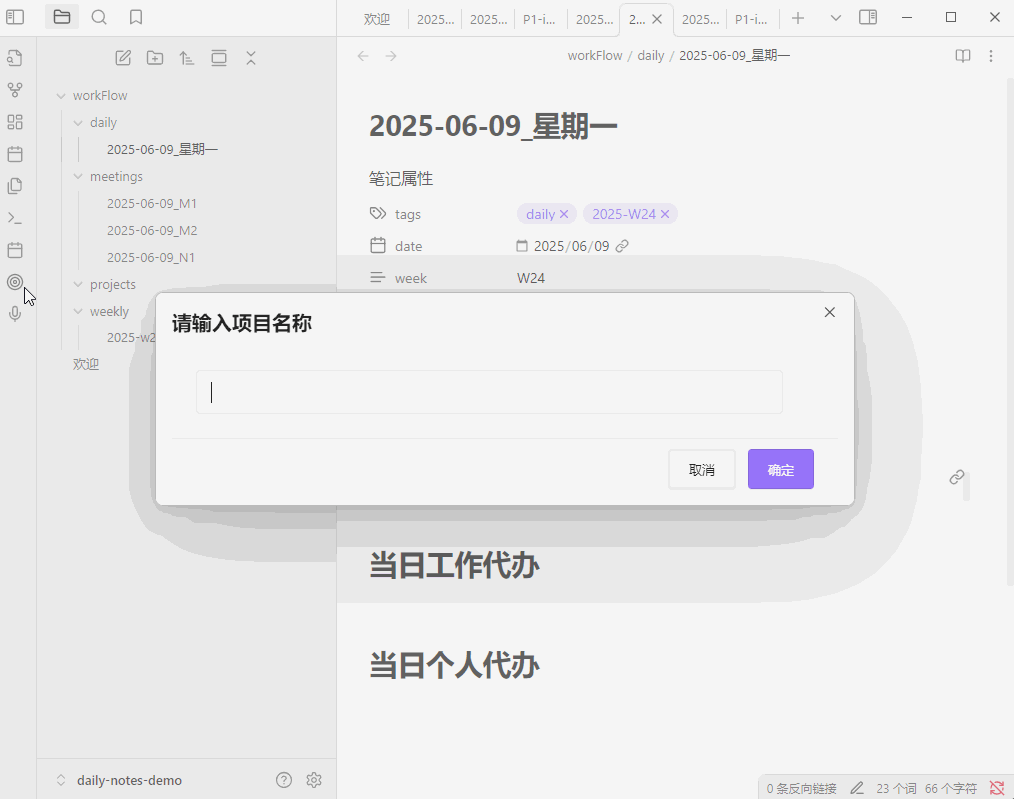 欢迎
2025...
2025...
P1-i...
2025...
2...
2025...
P1-i...
workFlow / daily / 2025-06-09_星期一
workFlow
daily
2025-06-09_星期一
meetings
2025-06-09_M1
2025-06-09_M2
2025-06-09_N1
projects
weekly
2025-w2
欢迎
2025-06-09_星期一
笔记属性
tags daily 2025-W24
date 2025/06/09
week W24
请输入项目名称
取消 确定
当日工作代办
当日个人代办
daily-notes-demo
0 条反向链接 23 个词 66 个字符